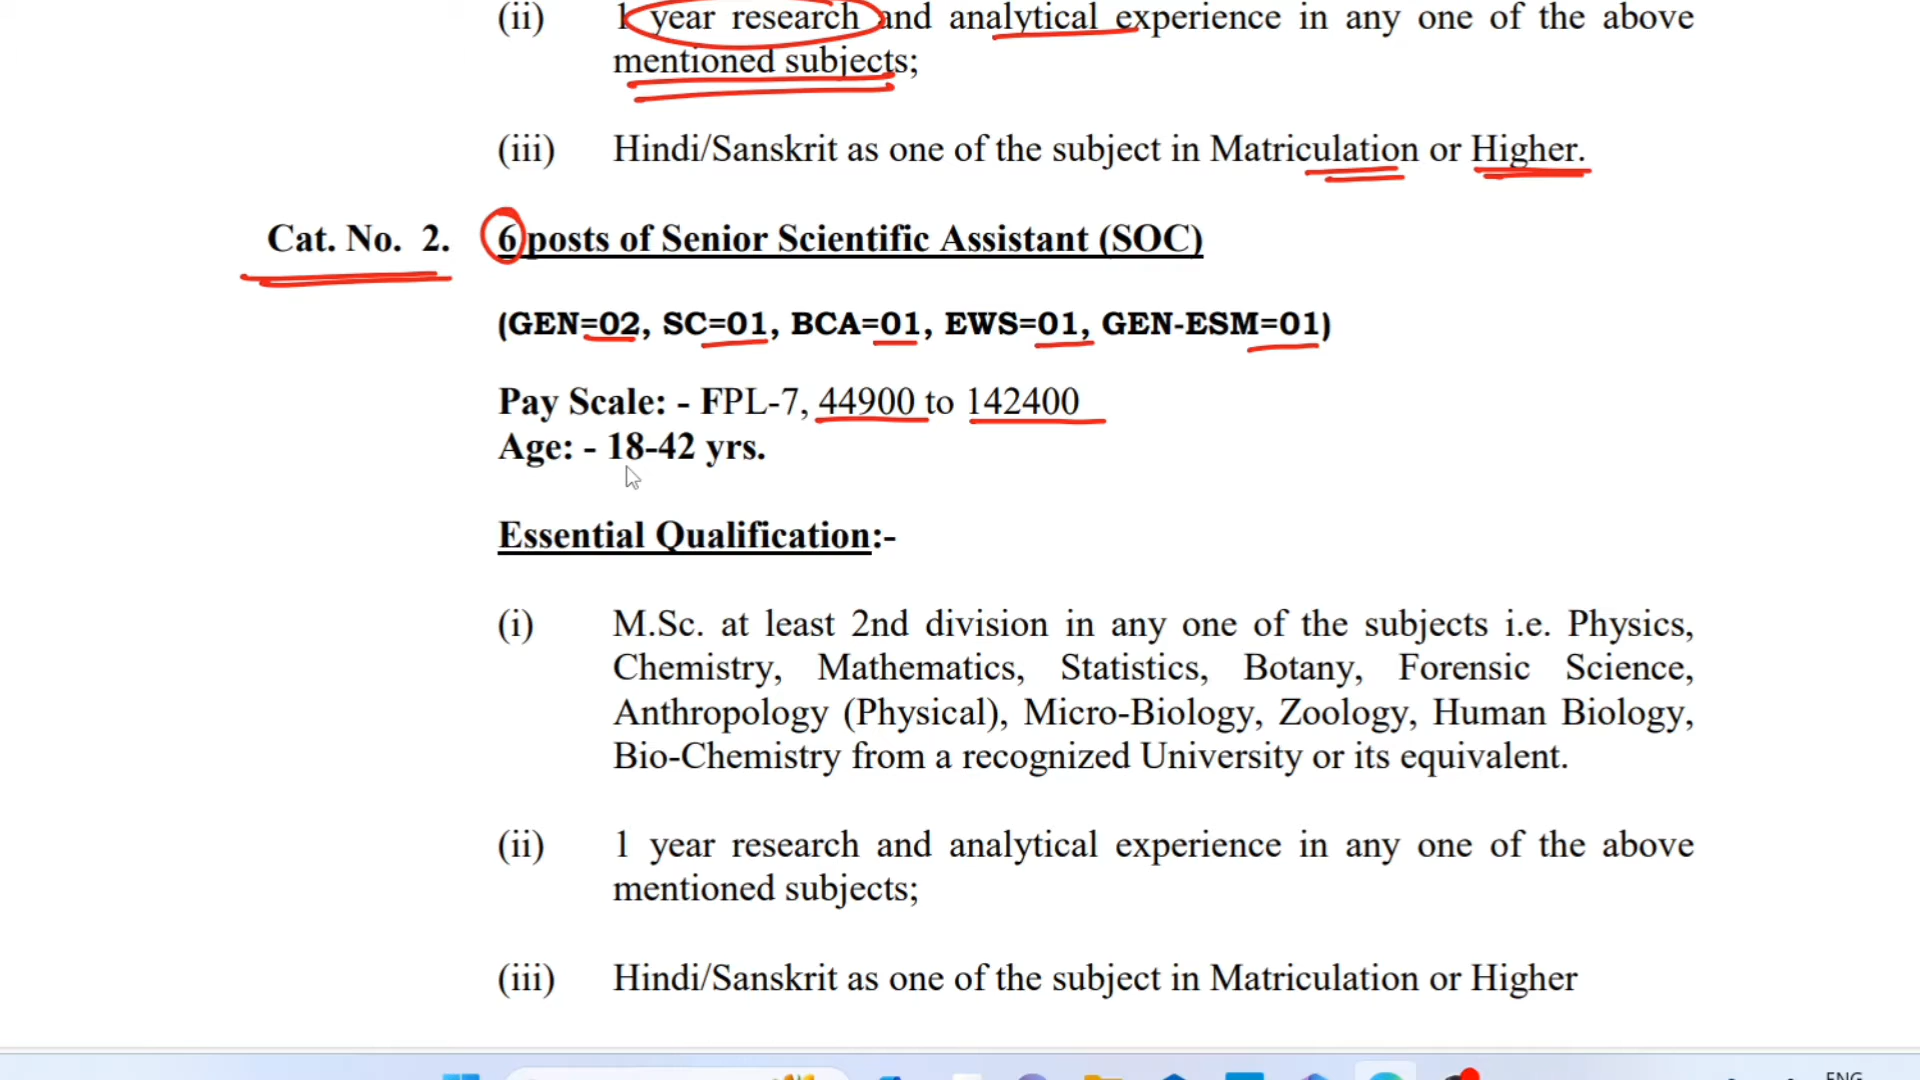 (ii) 1 year research and analytical experience in any one of the above
mentioned subjects;
(iii) Hindi/Sanskrit as one of the subject in Matriculation or Higher.
Cat. No. 2. 6 posts of Senior Scientific Assistant (SOC)
(GEN=02, SC=01, BCA=01, EWS=01, GEN-ESM=01)
Pay Scale: - FPL-7, 44900 to 142400
Age: - 18-42 yrs.
Essential Qualification:-
(i) M.Sc. at least 2nd division in any one of the subjects i.e. Physics,
Chemistry, Mathematics, Statistics, Botany, Forensic Science,
Anthropology (Physical), Micro-Biology, Zoology, Human Biology,
Bio-Chemistry from a recognized University or its equivalent.
(ii) 1 year research and analytical experience in any one of the above
mentioned subjects;
(iii) Hindi/Sanskrit as one of the subject in Matriculation or Higher
ENG